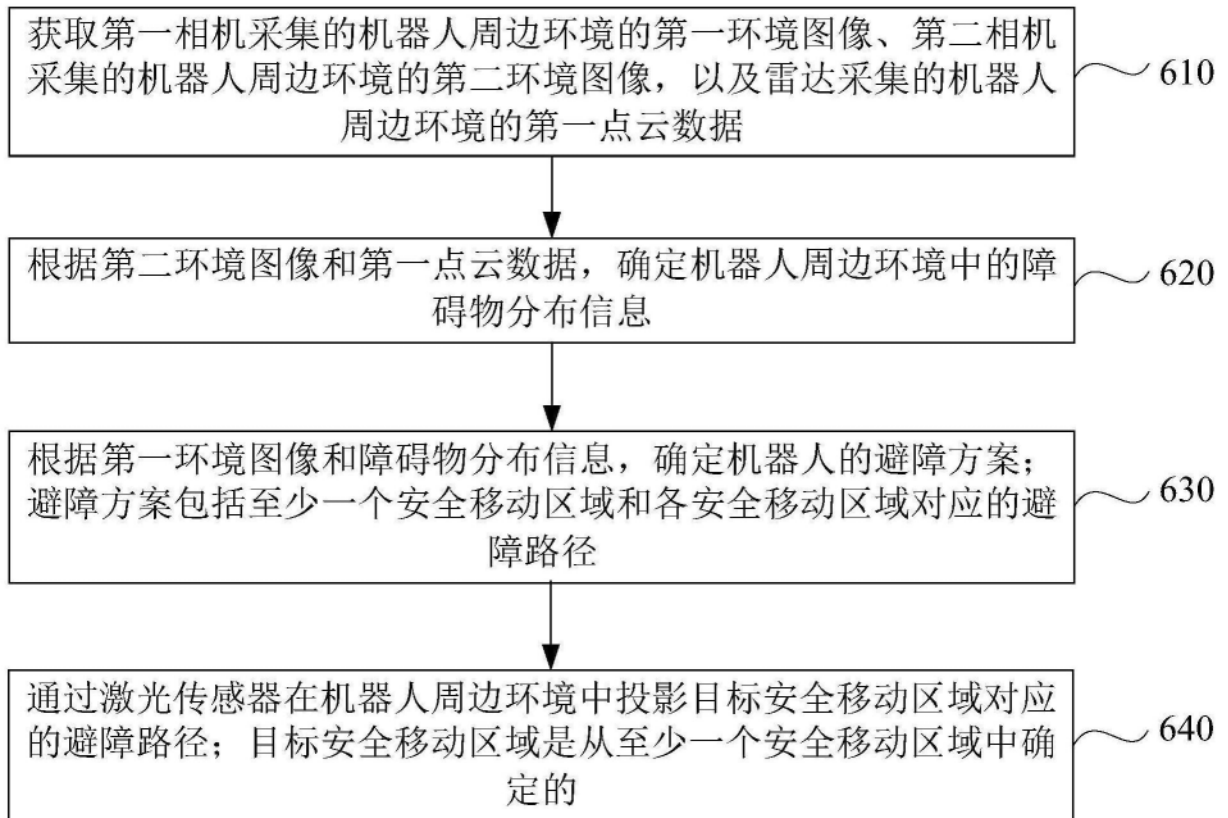 获取第一相机采集的机器人周边环境的第一环境图像、第二相机
采集的机器人周边环境的第二环境图像，以及雷达采集的机器人
周边环境的第一点云数据
610
根据第二环境图像和第一点云数据，确定机器人周边环境中的障
碍物分布信息
620
根据第一环境图像和障碍物分布信息，确定机器人的避障方案；
避障方案包括至少一个安全移动区域和各安全移动区域对应的避
障路径
630
通过激光传感器在机器人周边环境中投影目标安全移动区域对应
的避障路径；目标安全移动区域是从至少一个安全移动区域中确
定的
640